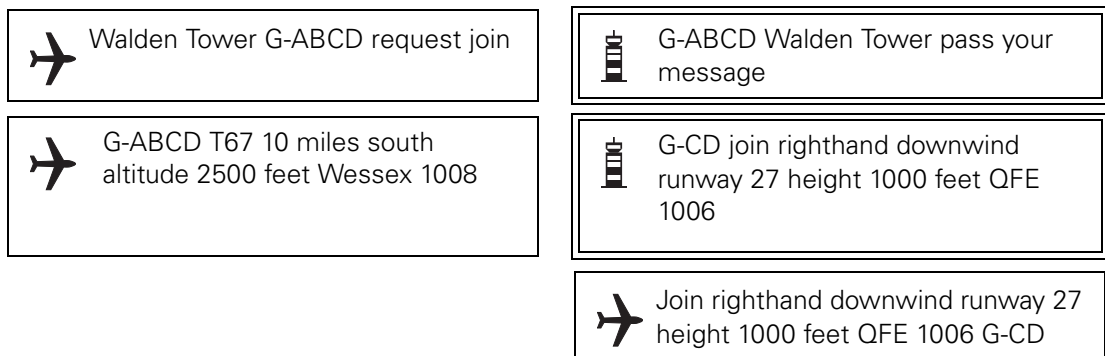 Walden Tower G-ABCD request join
G-ABCD Walden Tower pass your
message
G-ABCD T67 10 miles south
altitude 2500 feet Wessex 1008
G-CD join righthand downwind
runway 27 height 1000 feet QFE
1006
Join righthand downwind runway 27
height 1000 feet QFE 1006 G-CD